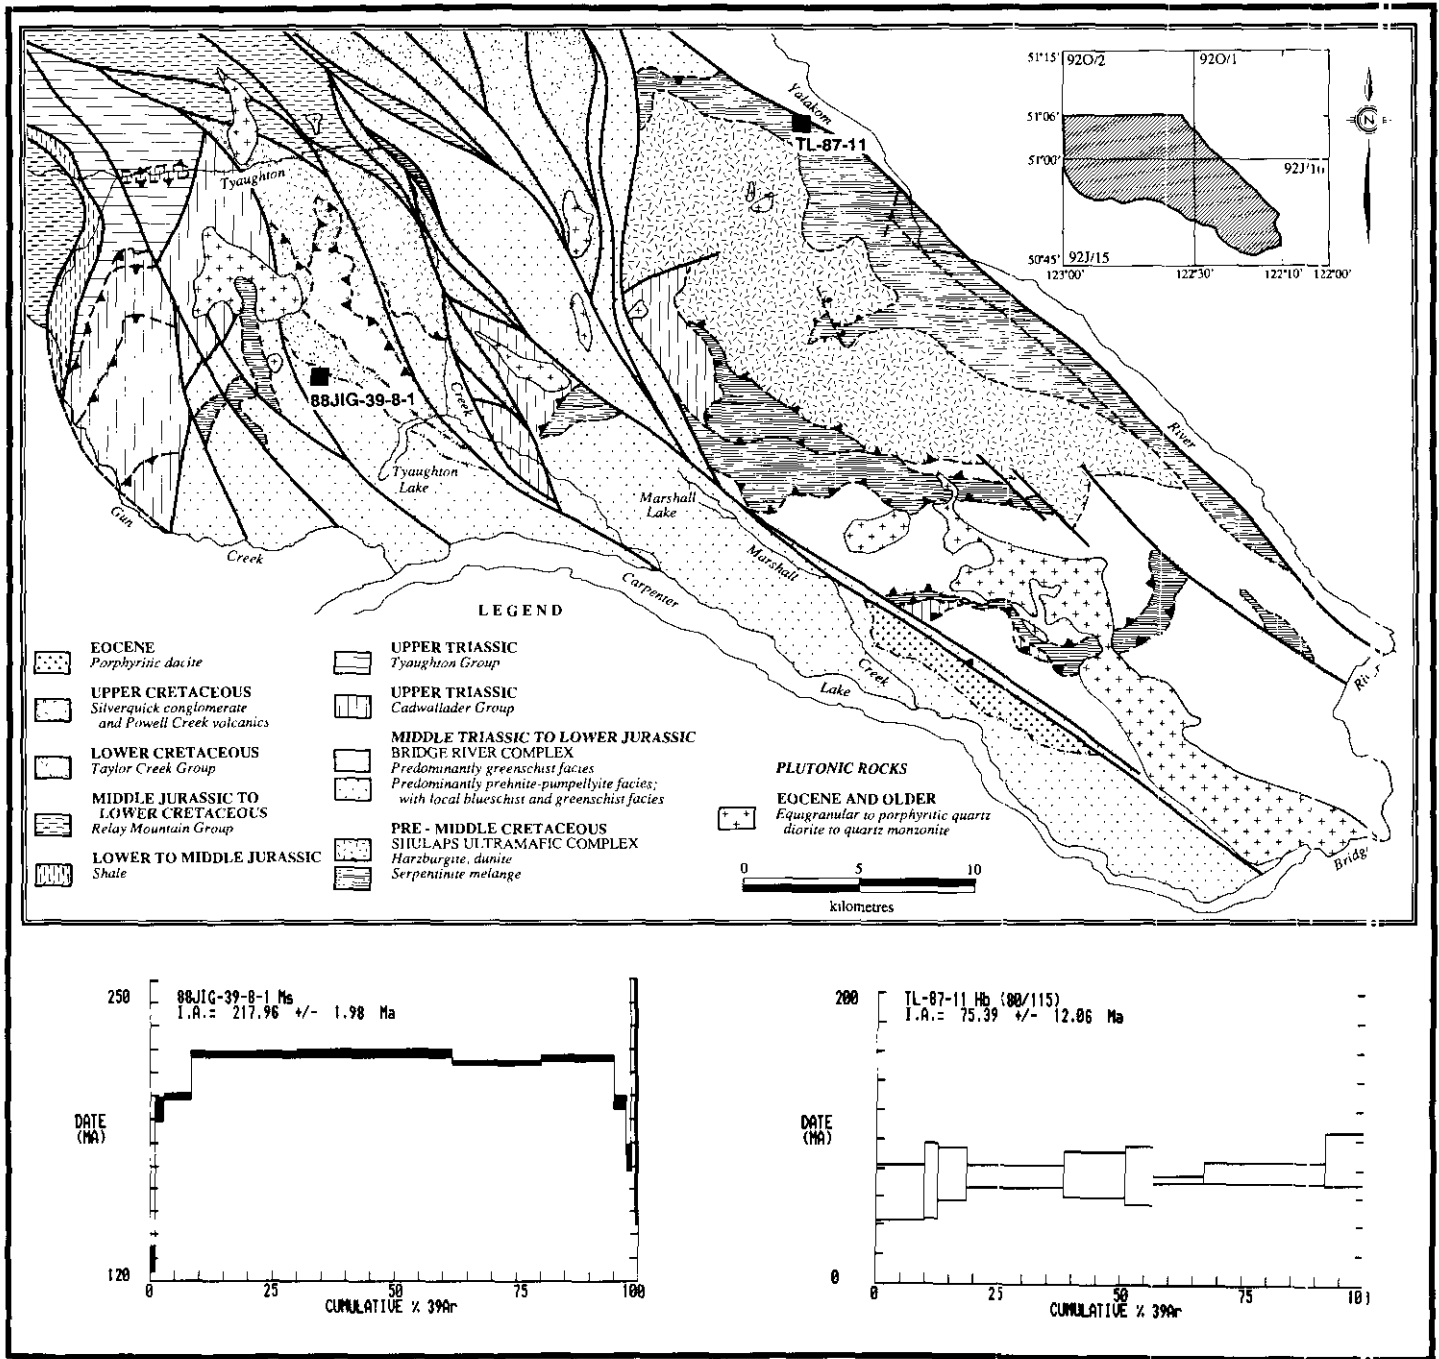 51°15'
92O/2
92O/1
51°06'
51°00'
92J/16
50°45'
92J/15
123°00'
122°30'
122°10'
122°00'
Yalakom
TL-87-11
Tyaughton
88JIG-39-8-1
Creek
River
Tyaughton
Lake
Marshall
Lake
Gun
Creek
Marshall
Carpenter
Creek
Lake
LEGEND
EOCENE
Porphyritic dacite
UPPER CRETACEOUS
Silverquick conglomerate
and Powell Creek volcanics
LOWER CRETACEOUS
Taylor Creek Group
MIDDLE JURASSIC TO
LOWER CRETACEOUS
Relay Mountain Group
LOWER TO MIDDLE JURASSIC
Shale
UPPER TRIASSIC
Tyaughton Group
UPPER TRIASSIC
Cadwallader Group
MIDDLE TRIASSIC TO LOWER JURASSIC
BRIDGE RIVER COMPLEX
Predominantly greenschist facies
Predominantly prehnite-pumpellyite facies;
with local blueschist and greenschist facies
PRE - MIDDLE CRETACEOUS
SHULAPS ULTRAMAFIC COMPLEX
Harzburgite, dunite
Serpentinite melange
PLUTONIC ROCKS
EOCENE AND OLDER
Equigranular to porphyritic quartz
diorite to quartz monzonite
0 5 10
kilometres
250
88JIG-39-8-1 Ms
I.A.= 217.96 +/- 1.98 Ma
DATE
(MA)
120
0 25 50 75 100
CUMULATIVE % 39Ar
200
TL-87-11 Hb (80/115)
I.A.= 75.39 +/- 12.06 Ma
DATE
(MA)
0
0 25 50 75
CUMULATIVE % 39Ar